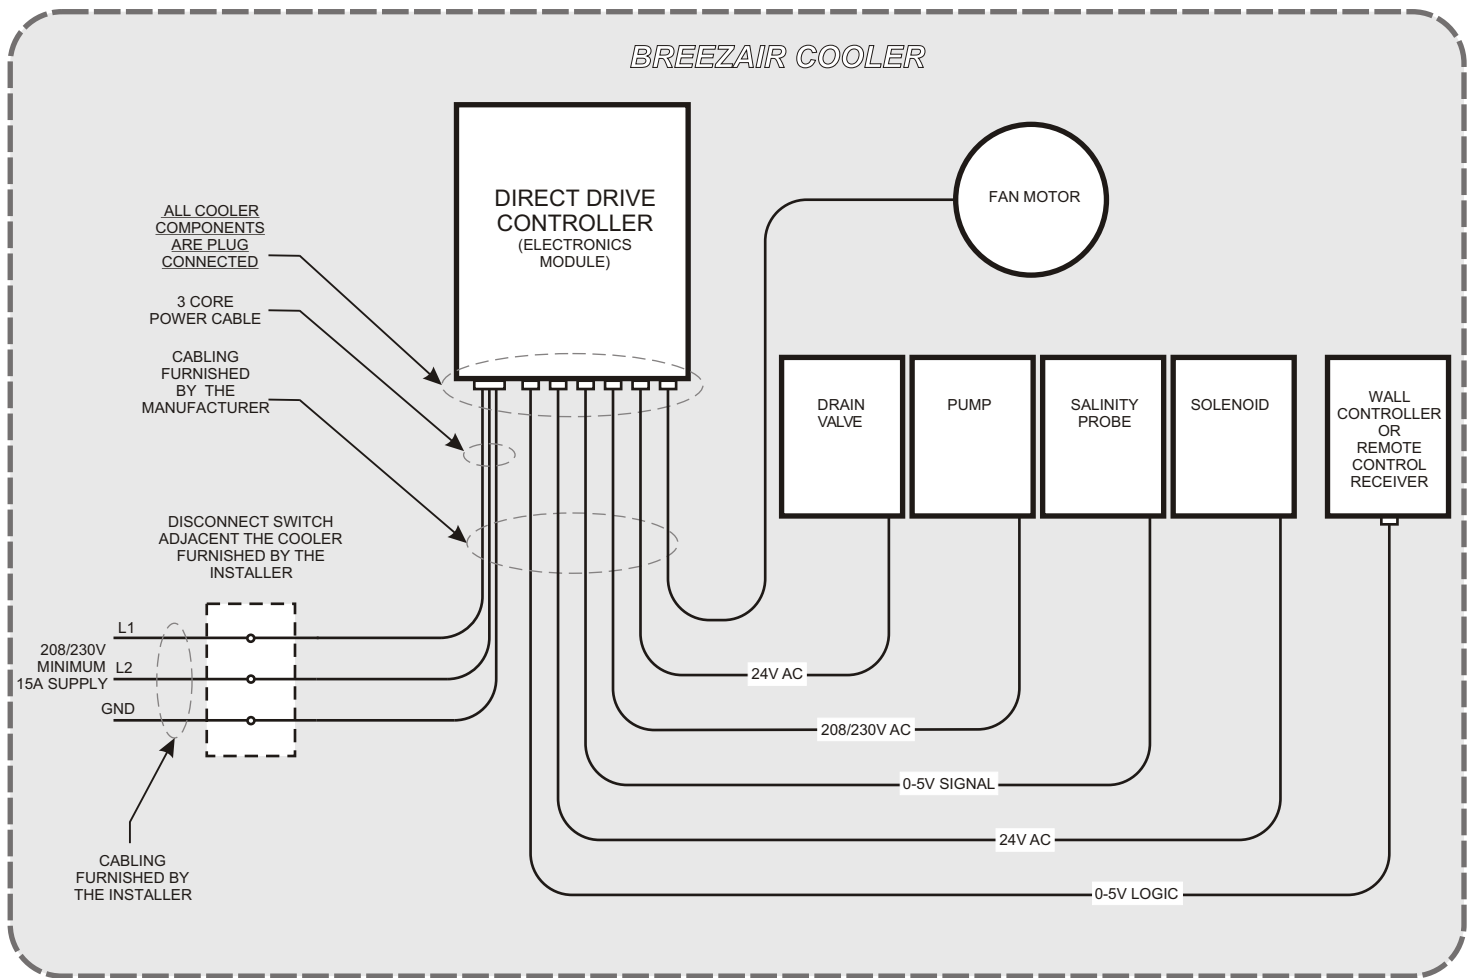 BREEZAIR COOLER
DIRECT DRIVE
CONTROLLER
(ELECTRONICS
MODULE)
FAN MOTOR
ALL COOLER
COMPONENTS
ARE PLUG
CONNECTED
3 CORE
POWER CABLE
CABLING
FURNISHED
BY THE
MANUFACTURER
DRAIN
VALVE
PUMP
SALINITY
PROBE
SOLENOID
WALL
CONTROLLER
OR
REMOTE
CONTROL
RECEIVER
DISCONNECT SWITCH
ADJACENT THE COOLER
FURNISHED BY THE
INSTALLER
L1
208/230V
MINIMUM
15A SUPPLY
L2
GND
24V AC
208/230V AC
0-5V SIGNAL
24V AC
0-5V LOGIC
CABLING
FURNISHED BY
THE INSTALLER